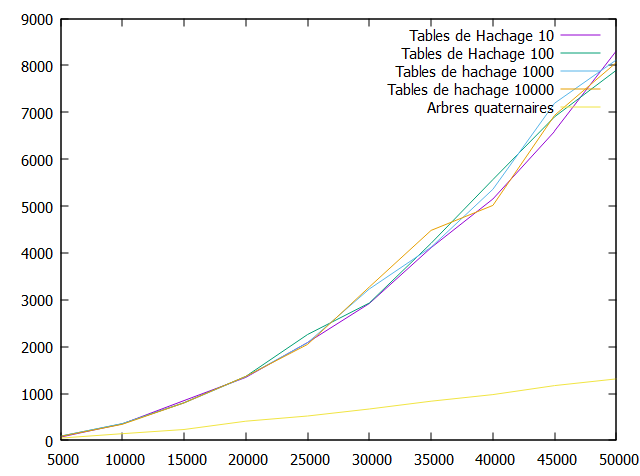 9000
8000
7000
6000
5000
4000
3000
2000
1000
0
Tables de Hachage 10
Tables de Hachage 100
Tables de hachage 1000
Tables de hachage 10000
Arbres quaternaires
5000 10000 15000 20000 25000 30000 35000 40000 45000 50000